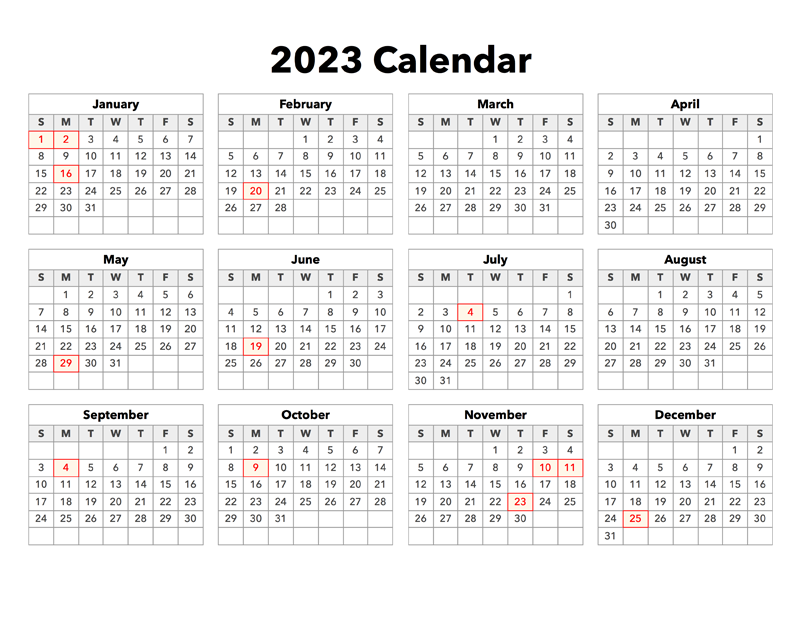 2023 Calendar
January
S M T W F S
1 2 3 4 5 6 7
8 9 10 11 12 13 14
15 16 17 18 19 20 21
22 23 24 25 26 27 28
29 30 31
February
S M T W T F S
1 2 3 4
5 6 7 8 9 10 11
12 13 14 15 16 17 18
19 20 21 22 23 24 25
26 27 28
March
S M T W T F S
1 2 3 4
5 6 7 8 9 10 11
12 13 14 15 16 17 18
19 20 21 22 23 24 25
26 27 28 29 30 31
April
S M T W T F S
1
2 3 4 5 6 7 8
9 10 11 12 13 14 15
16 17 18 19 20 21 22
23 24 25 26 27 28 29
30
May
S M T W T F S
1 2 3 4 5 6
7 8 9 10 11 12 13
14 15 16 17 18 19 20
21 22 23 24 25 26 27
28 29 30 31
June
S M T W T F S
1 2 3
4 5 6 7 8 9 10
11 12 13 14 15 16 17
18 19 20 21 22 23 24
25 26 27 28 29 30
July
S M T W T F S
1
2 3 4 5 6 7 8
9 10 11 12 13 14 15
16 17 18 19 20 21 22
23 24 25 26 27 28 29
30 31
August
S M T W T F S
1 2 3 4 5
6 7 8 9 10 11 12
13 14 15 16 17 18 19
20 21 22 23 24 25 26
27 28 29 30 31
September
S M T W T F S
1 2
3 4 5 6 7 8 9
10 11 12 13 14 15 16
17 18 19 20 21 22 23
24 25 26 27 28 29 30
October
S M T W T F S
1 2 3 4 5 6 7
8 9 10 11 12 13 14
15 16 17 18 19 20 21
22 23 24 25 26 27 28
29 30 31
November
S M T W T F S
1 2 3 4
5 6 7 8 9 10 11
12 13 14 15 16 17 18
19 20 21 22 23 24 25
26 27 28 29 30
December
S M T W T F S
1 2
3 4 5 6 7 8 9
10 11 12 13 14 15 16
17 18 19 20 21 22 23
24 25 26 27 28 29 30
31